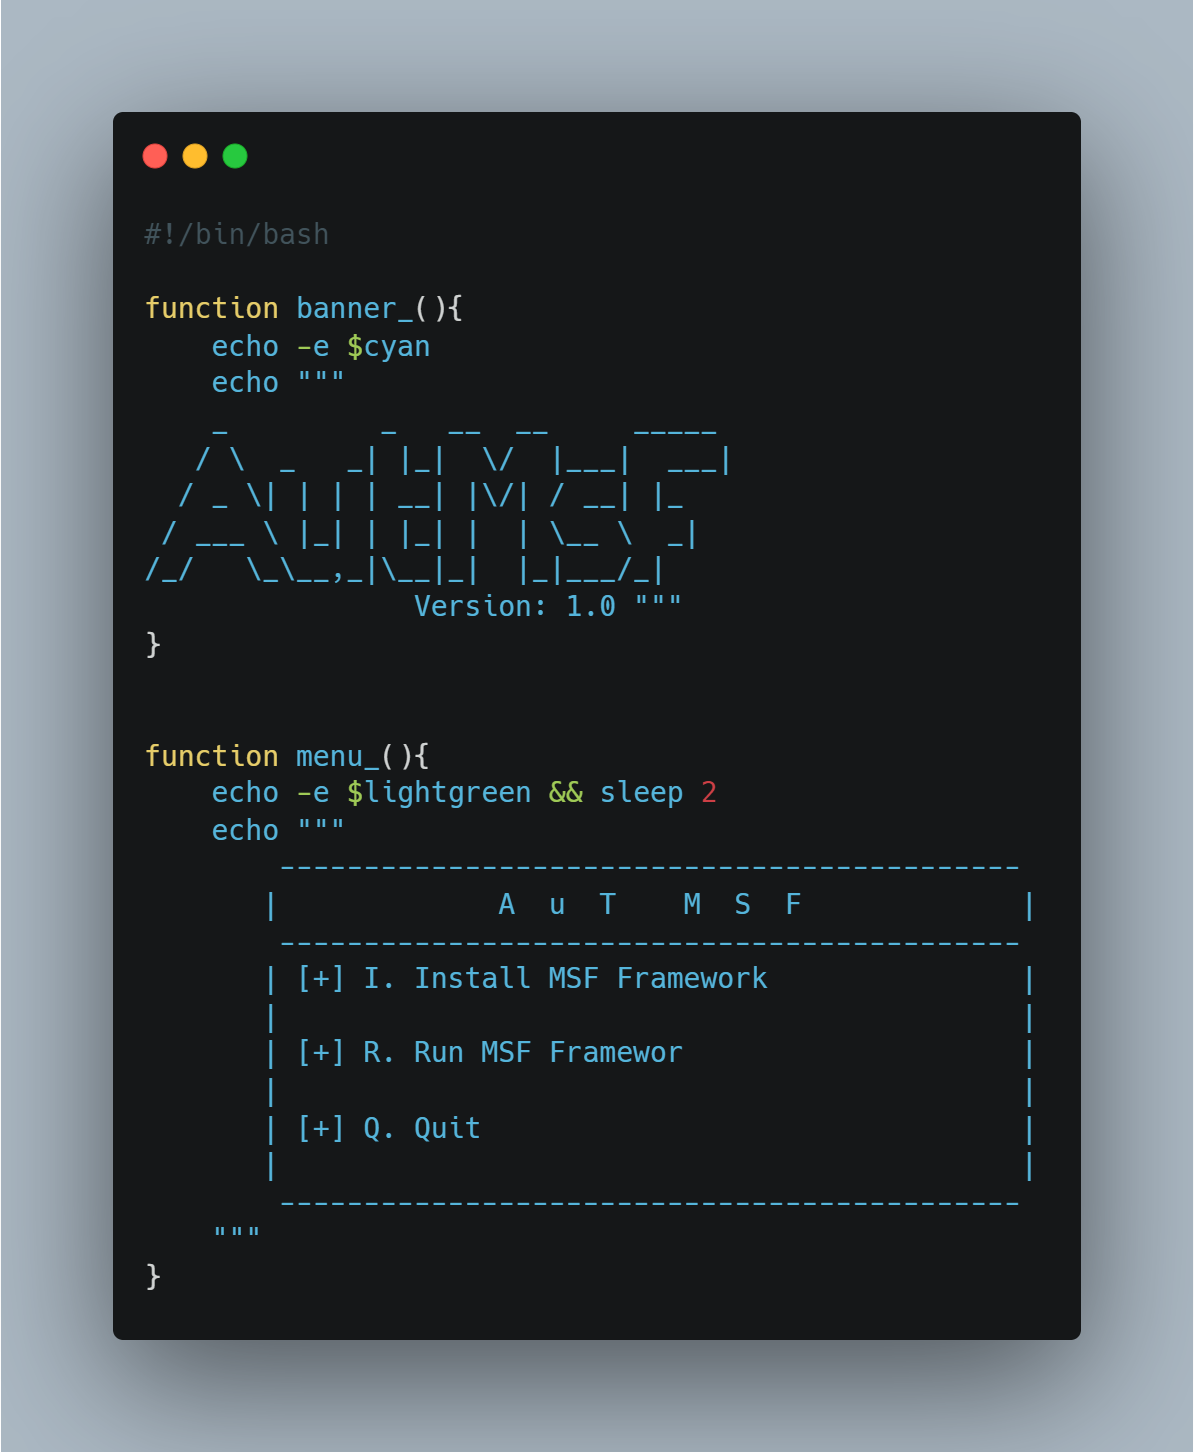 #!/bin/bash

function banner_(){
    echo -e $cyan
    echo """
    _         _   __  __     _____
   / \  _   _| |_|  \/  |___|  ___|
  / _ \| | | | __| |\/| / __| |_
 / ___ \ |_| | |_| |  | \__ \  _|
/_/   \_\__,_|\__|_|  |_|___/_|
                Version: 1.0 """
}


function menu_(){
    echo -e $lightgreen && sleep 2
    echo """
        --------------------------------------------
       |             A  u  T    M  S  F             |
        --------------------------------------------
       | [+] I. Install MSF Framework               |
       |                                            |
       | [+] R. Run MSF Framewor                    |
       |                                            |
       | [+] Q. Quit                                |
       |                                            |
        --------------------------------------------
    """
}